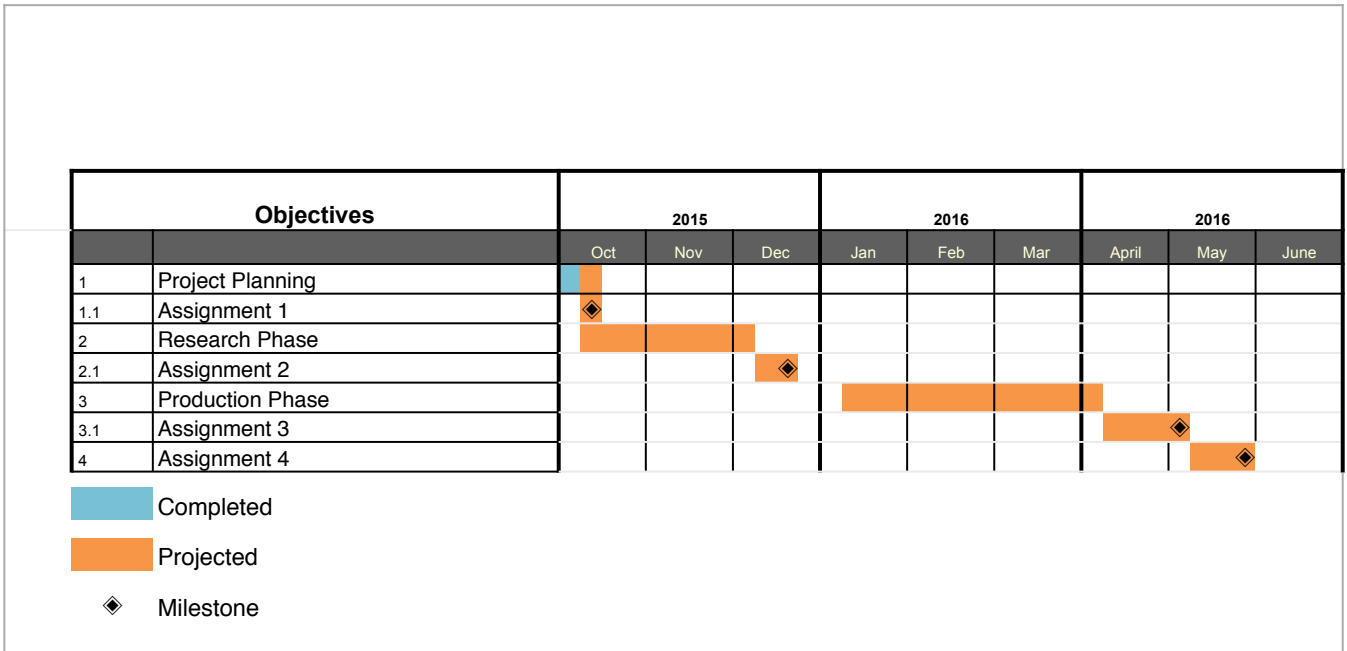 Objectives 2015 2016 2016
Oct Nov Dec Jan Feb Mar April May June
1 Project Planning
1.1 Assignment 1
2 Research Phase
2.1 Assignment 2
3 Production Phase
3.1 Assignment 3
4 Assignment 4
Completed
Projected
Milestone